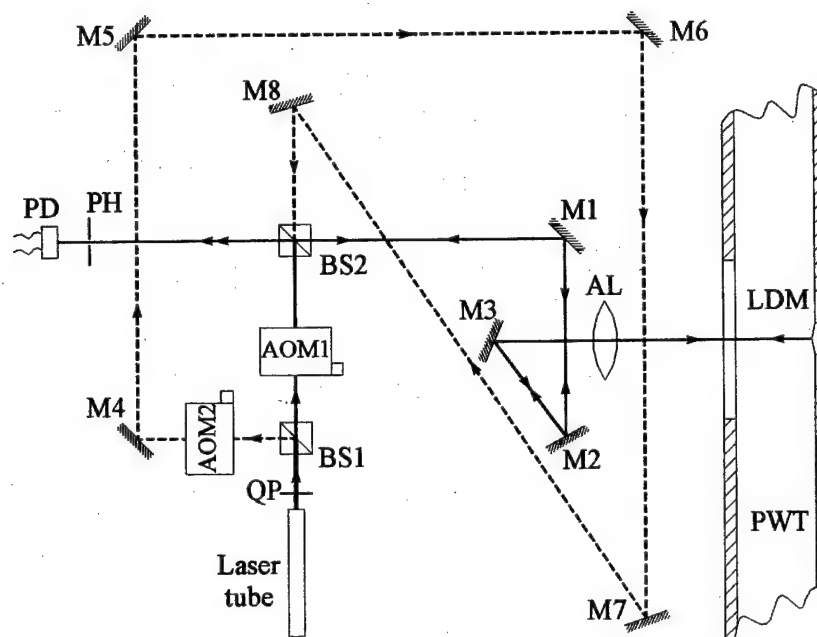 M5
M6
M8
PD
PH
M1
BS2
AL
LDM
M3
AOM1
M4
AOM2
BS1
M2
QP
PWT
Laser
tube
M7